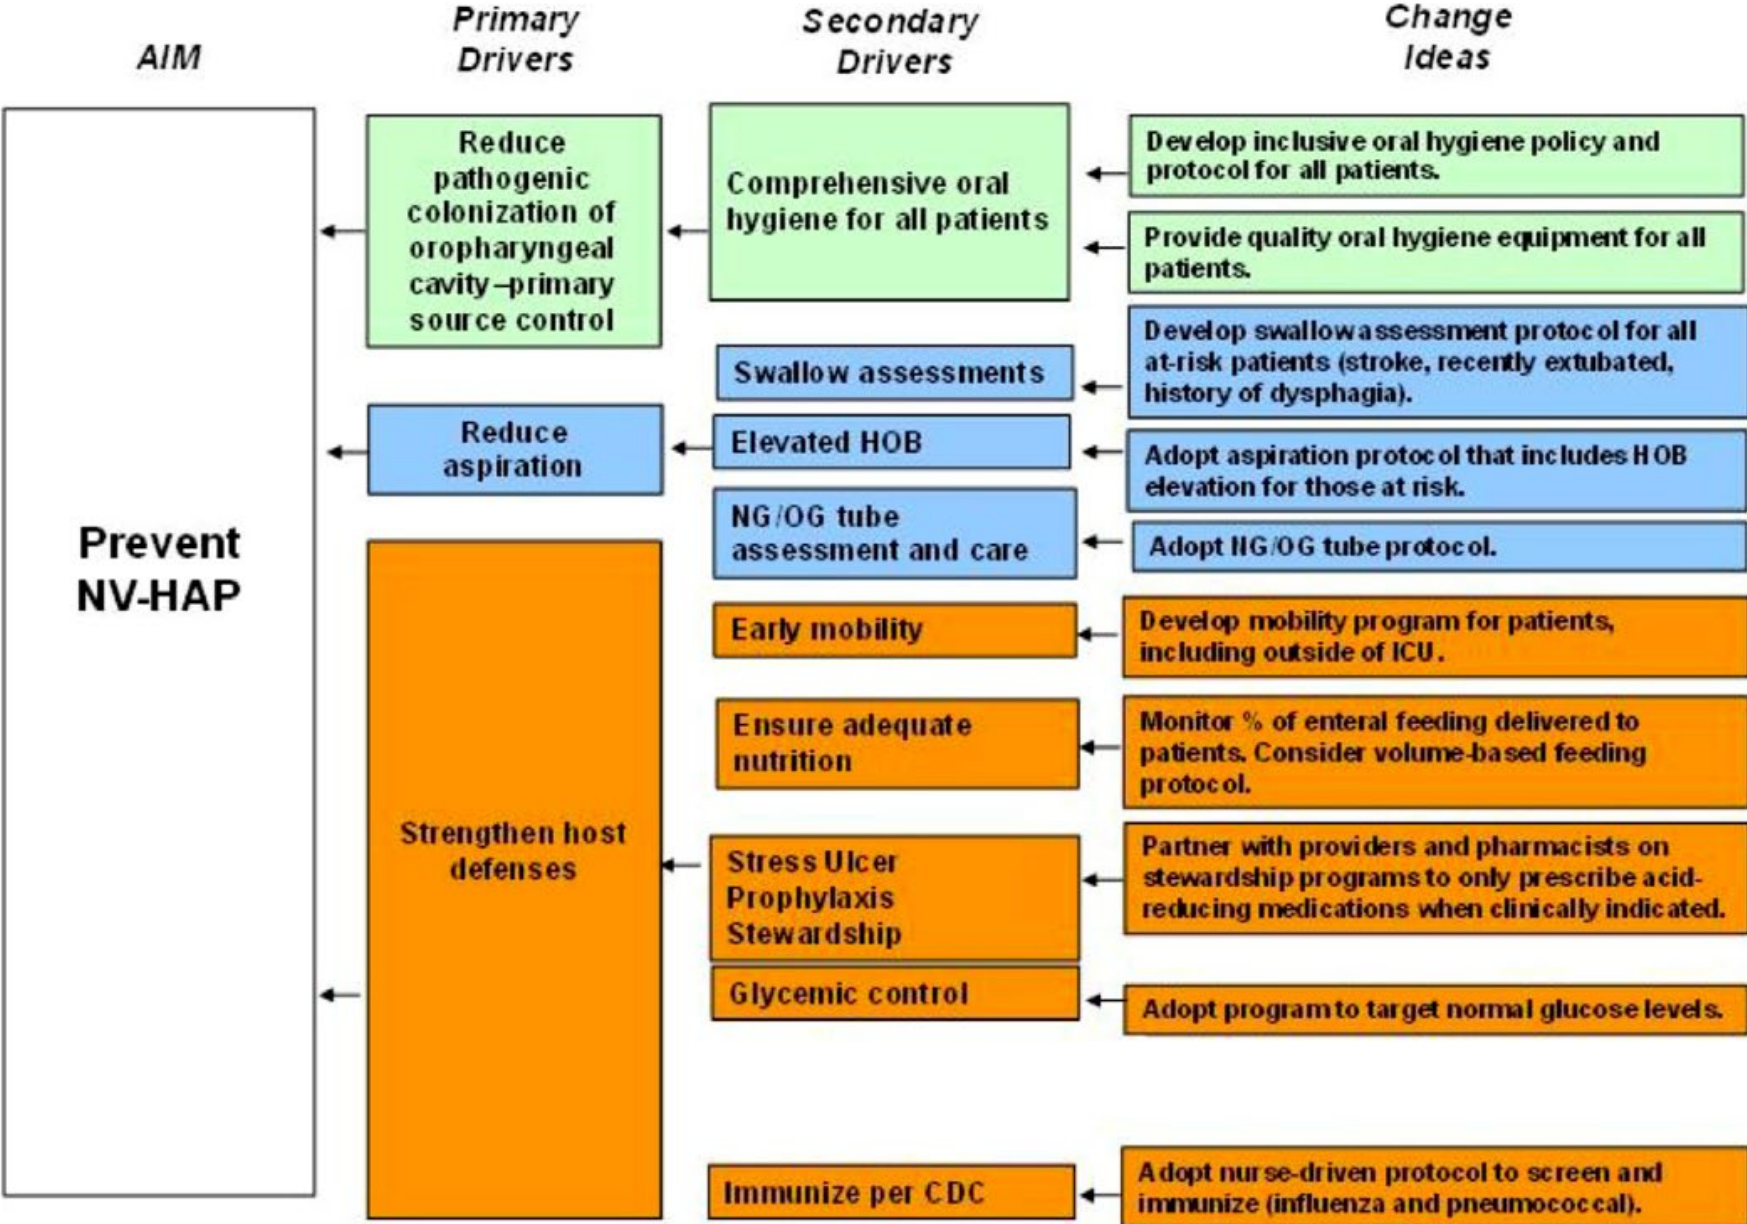 AIM
Primary
Drivers
Secondary
Drivers
Change
Ideas
Prevent
NV-HAP
Reduce
pathogenic
colonization of
oropharyngeal
cavity–primary
source control
Comprehensive oral
hygiene for all patients
Develop inclusive oral hygiene policy and
protocol for all patients.
Provide quality oral hygiene equipment for all
patients.
Reduce
aspiration
Swallow assessments
Develop swallow assessment protocol for all
at-risk patients (stroke, recently extubated,
history of dysphagia).
Elevated HOB
Adopt aspiration protocol that includes HOB
elevation for those at risk.
NG/OG tube
assessment and care
Adopt NG/OG tube protocol.
Strengthen host
defenses
Early mobility
Develop mobility program for patients,
including outside of ICU.
Ensure adequate
nutrition
Monitor % of enteral feeding delivered to
patients. Consider volume-based feeding
protocol.
Stress Ulcer
Prophylaxis
Stewardship
Partner with providers and pharmacists on
stewardship programs to only prescribe acid-
reducing medications when clinically indicated.
Glycemic control
Adopt program to target normal glucose levels.
Immunize per CDC
Adopt nurse-driven protocol to screen and
immunize (influenza and pneumococcal).